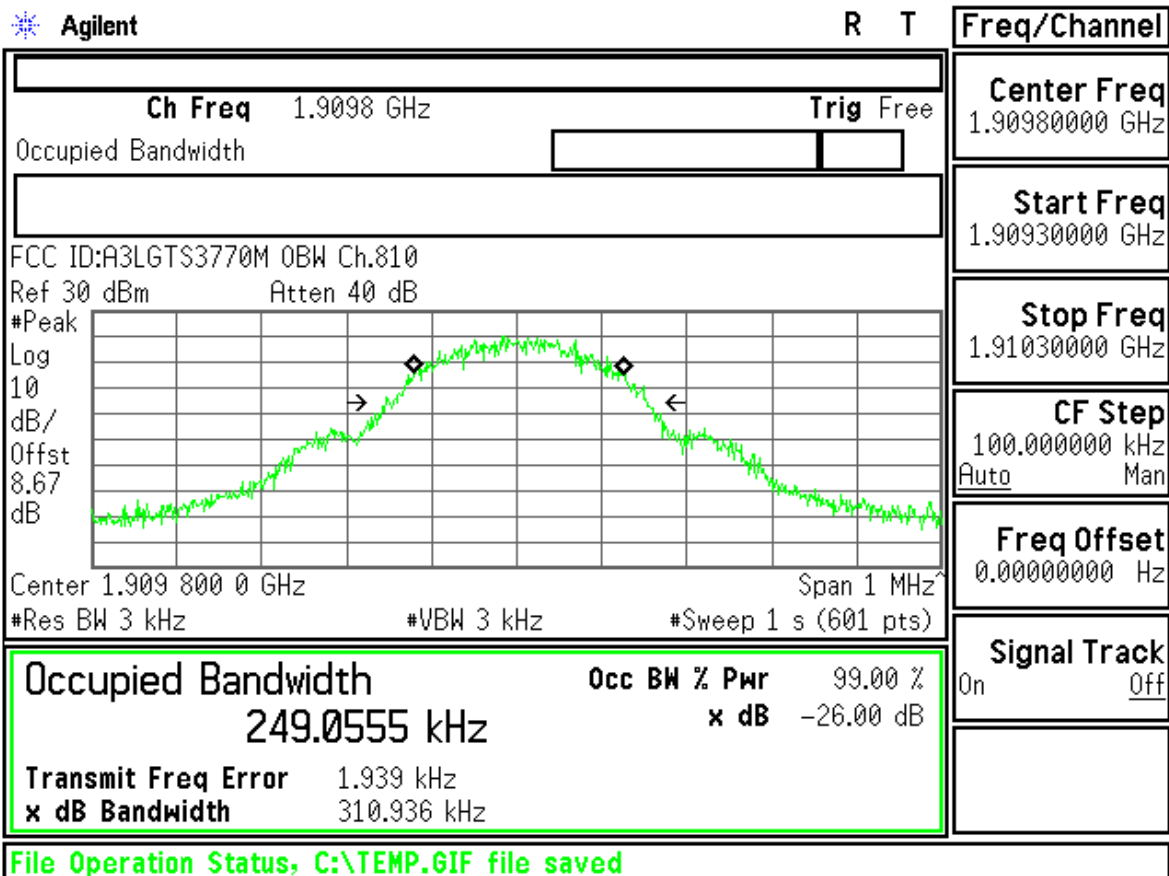 Agilent R T
Freq/Channel
Ch Freq 1.9098 GHz Trig Free
Occupied Bandwidth
FCC ID:A3LGTS3770M OBW Ch.810
Ref 30 dBm Atten 40 dB
#Peak
Log
10
dB/
Offst
8.67
dB
Center 1.909 800 0 GHz Span 1 MHz^
#Res BW 3 kHz #VBW 3 kHz #Sweep 1 s (601 pts)
Occupied Bandwidth
249.0555 kHz
Occ BW % Pwr 99.00 %
x dB -26.00 dB
Transmit Freq Error 1.939 kHz
x dB Bandwidth 310.936 kHz
File Operation Status, C:\TEMP.GIF file saved
Center Freq
1.90980000 GHz
Start Freq
1.90930000 GHz
Stop Freq
1.91030000 GHz
CF Step
100.000000 kHz
Auto Man
Freq Offset
0.00000000 Hz
Signal Track
On Off